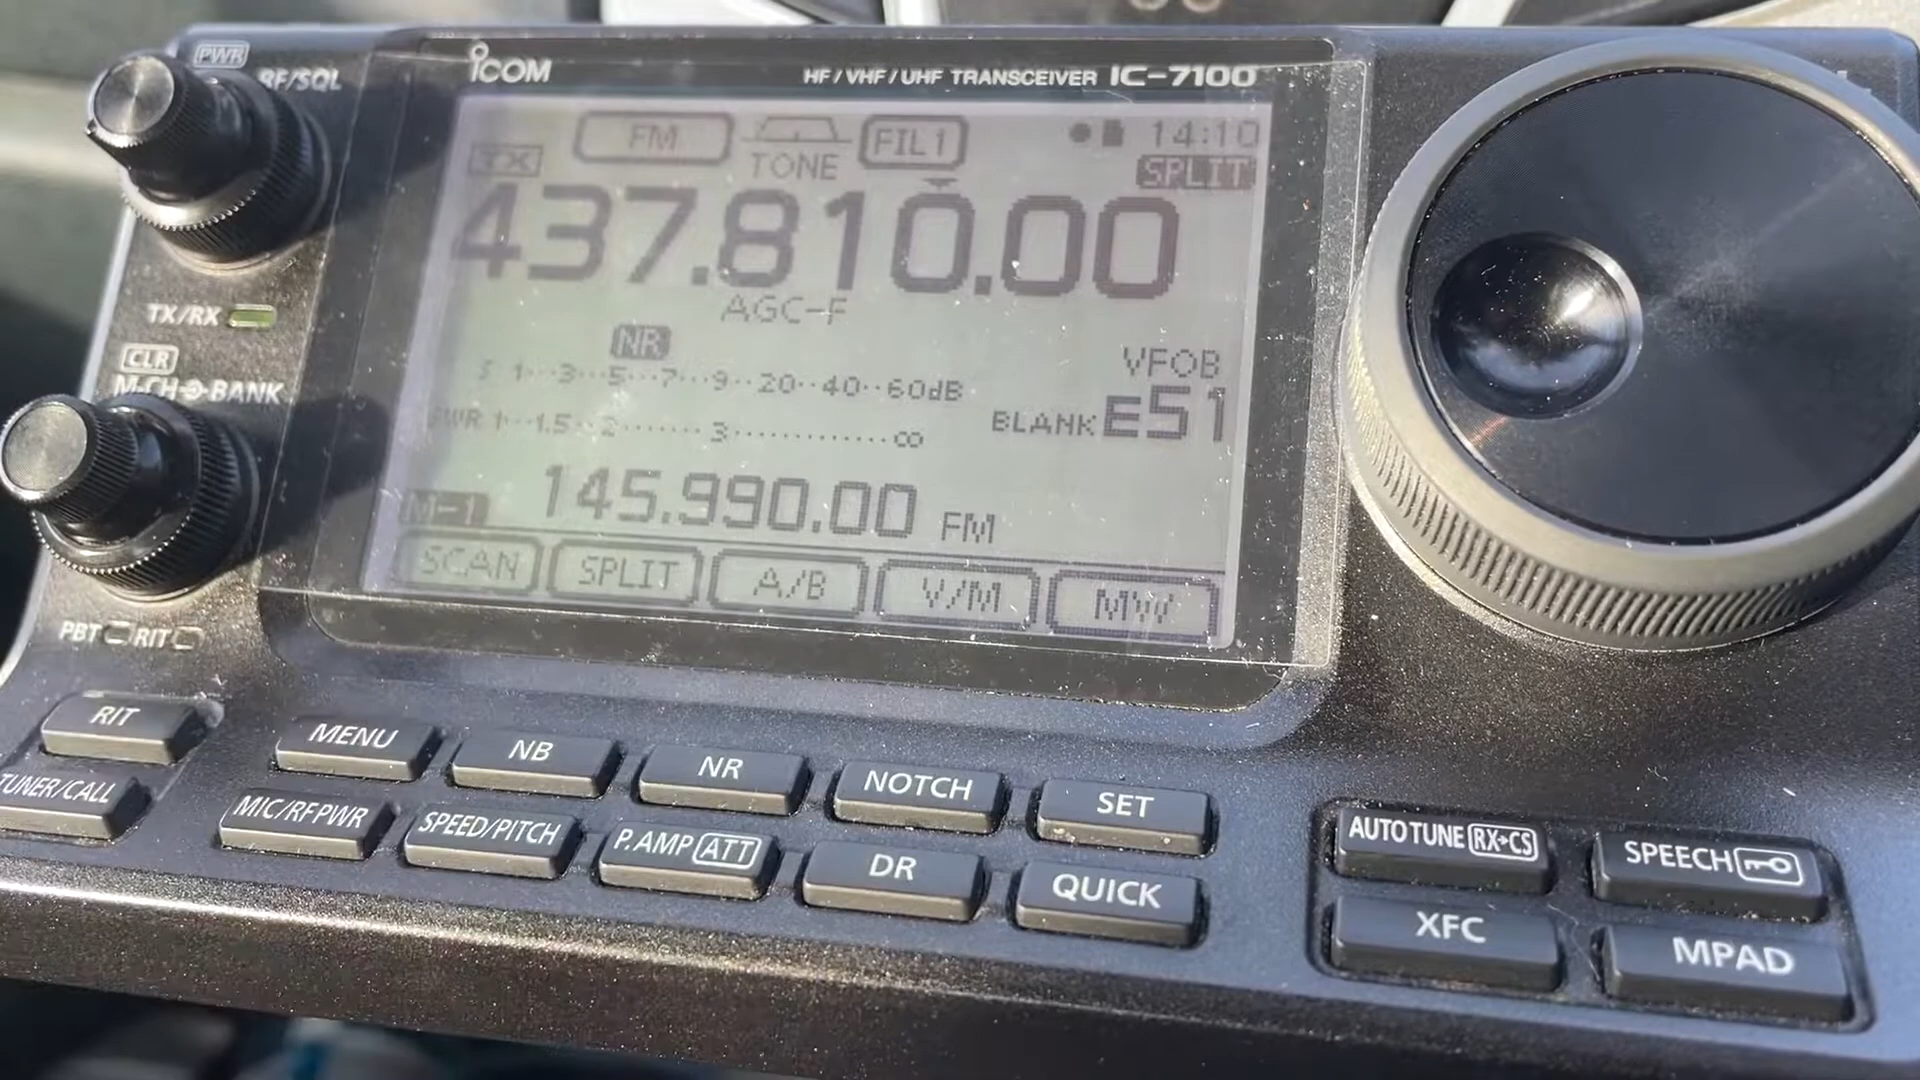 PWR
RF/SQL
ICOM
HF/VHF/UHF TRANSCEIVER IC-7100
FM
TONE
FIL1
14:10
TX
SPLIT
437.810.00
AGC-F
TX/RX
NR
VFOB
S 1 3 5 7 9 20 40 60dB
BLANK E51
SWR 1 1.5 2 3 ∞
CLR
M-CH BANK
M-1 145.990.00 FM
SCAN SPLIT A/B V/M MW
PBT RIT
RIT
MENU
NB
NR
NOTCH
SET
TUNER/CALL
MIC/RF PWR
SPEED/PITCH
P.AMP ATT
DR
QUICK
AUTO TUNE RX→CS
SPEECH
XFC
MPAD